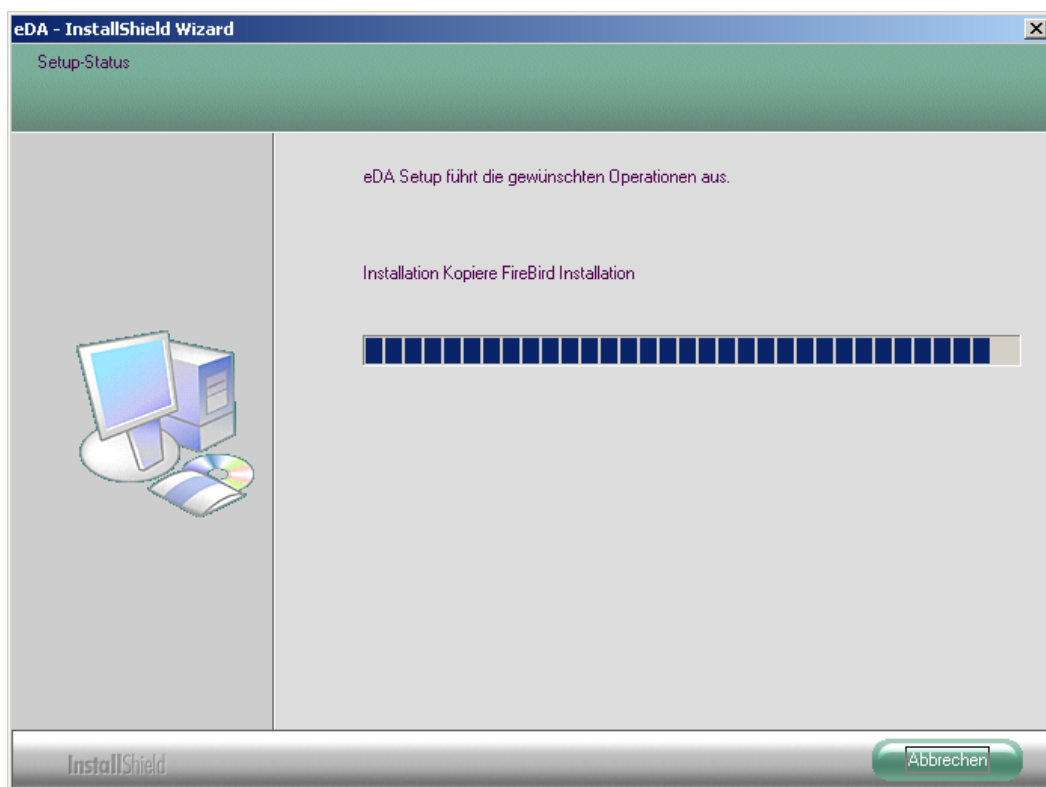 eDA - InstallShield Wizard
Setup-Status
eDA Setup führt die gewünschten Operationen aus.
Installation Kopiere FireBird Installation
InstallShield
Abbrechen